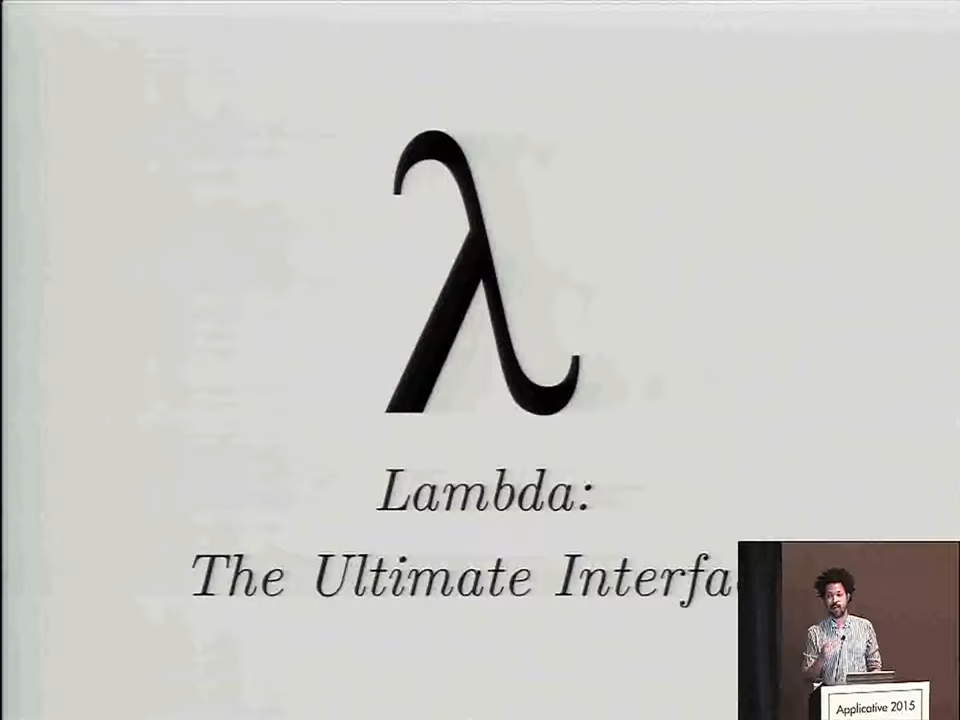 λ
Lambda:
The Ultimate Interfa
Applicative 2015